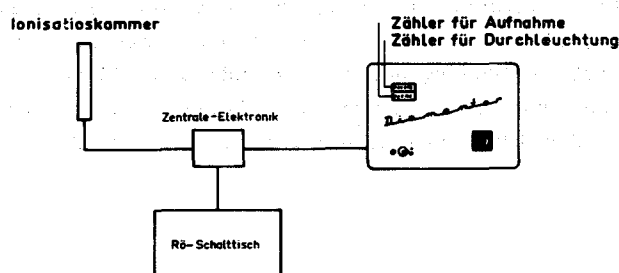 Ionisatioskammer
Zähler für Aufnahme
Zähler für Durchleuchtung
Zentrale-Elektronik
Diamentor
Rö-Schalttisch